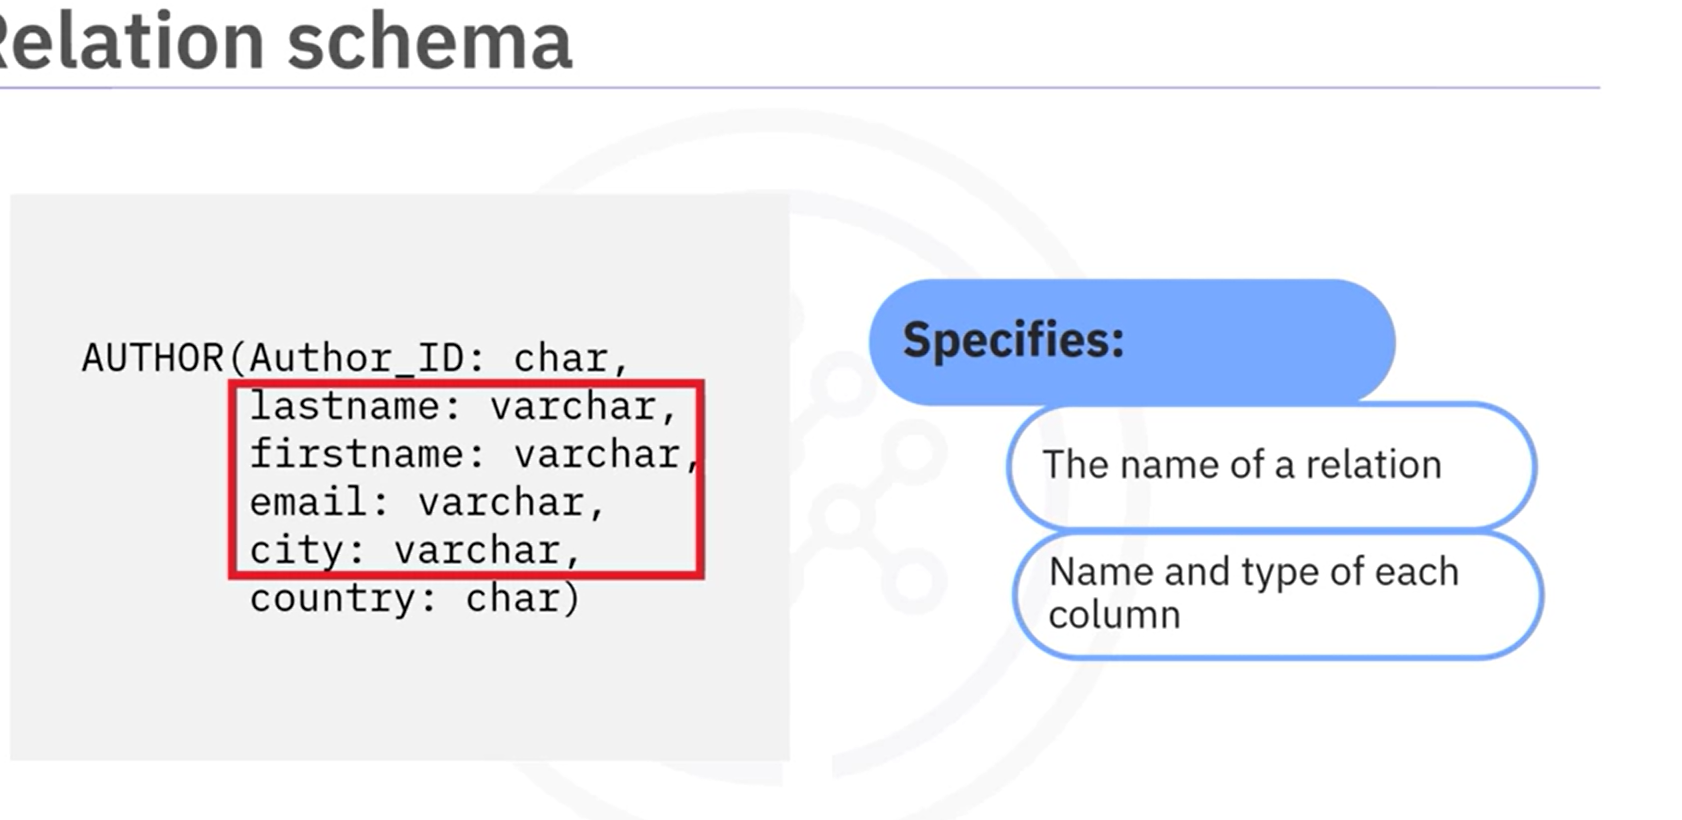 Relation schema
AUTHOR(Author_ID: char,
lastname: varchar,
firstname: varchar,
email: varchar,
city: varchar,
country: char)
Specifies:
The name of a relation
Name and type of each
column